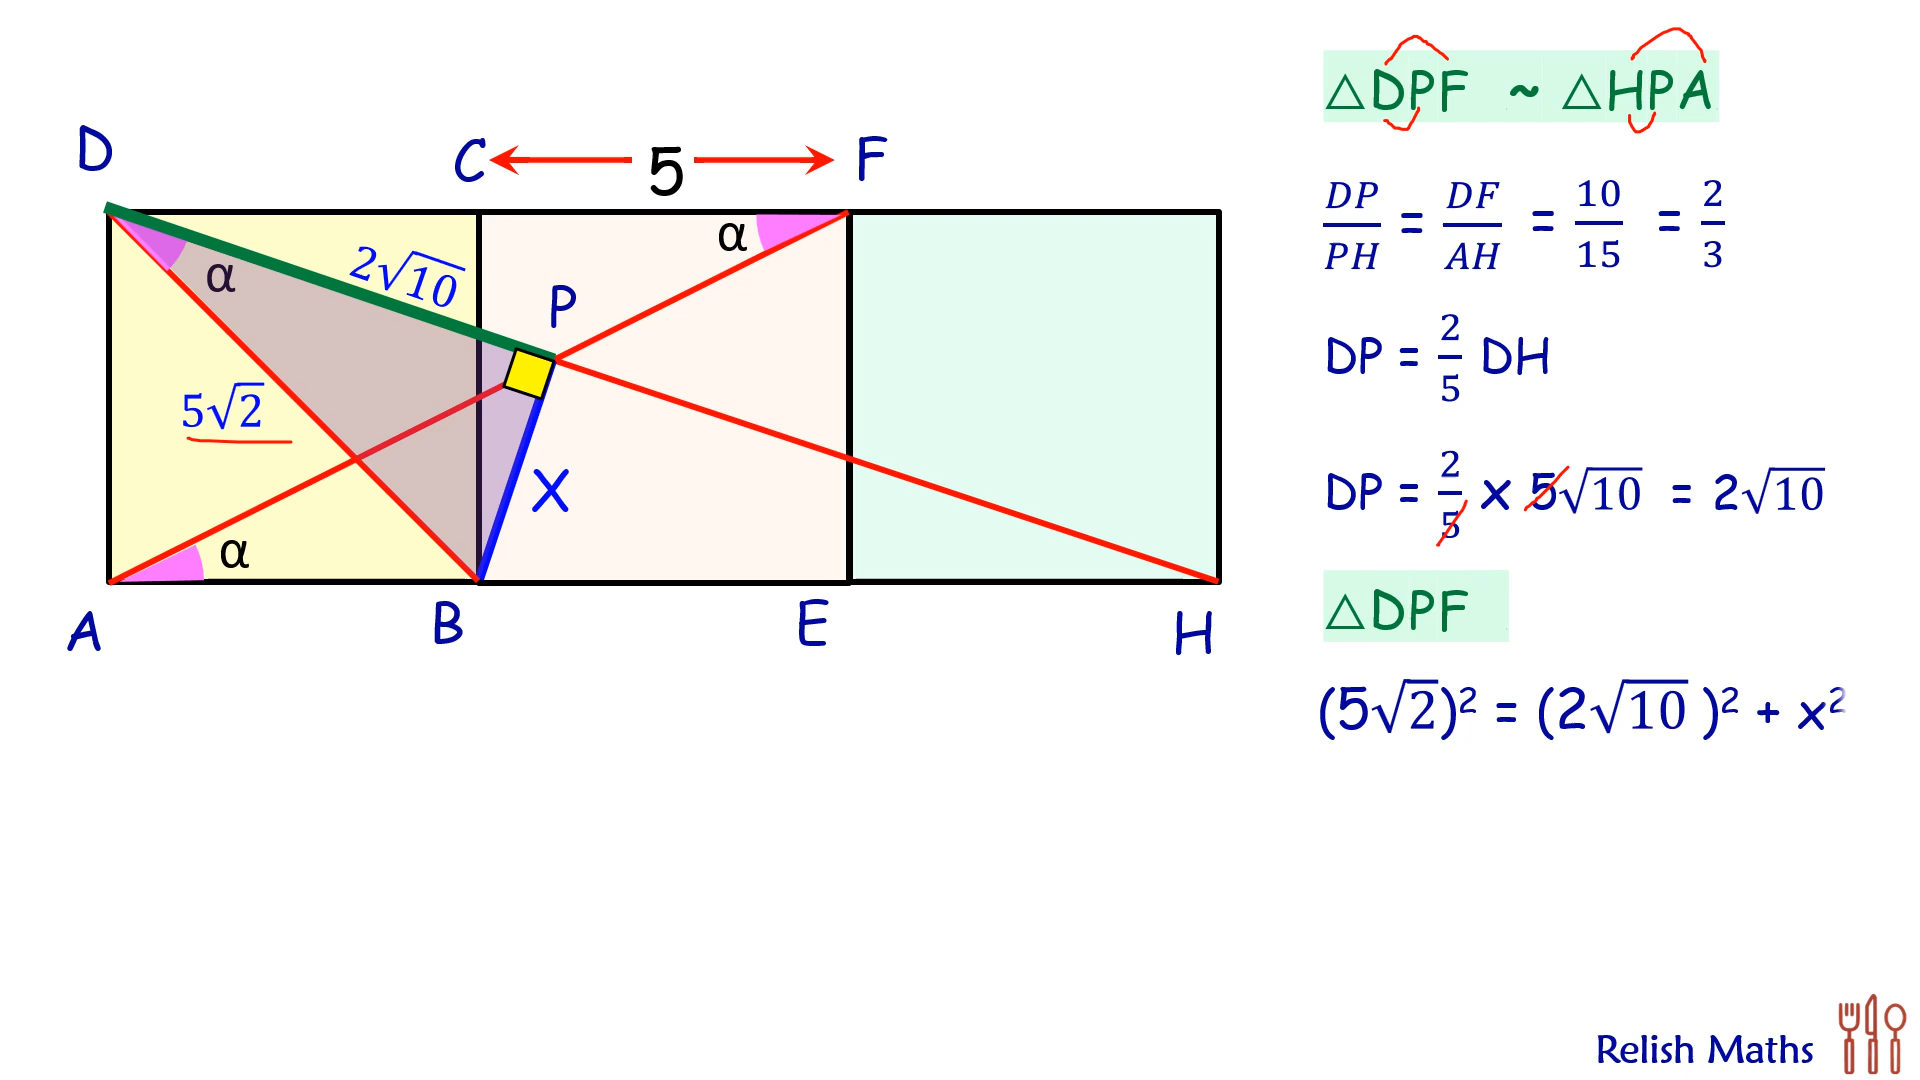 D
C
5
F
α
2√10
α
P
5√2
X
α
A
B
E
H
△DPF ~ △HPA
DP/PH = DF/AH = 10/15 = 2/3
DP = 2/5 DH
DP = 2/5 x 5√10 = 2√10
△DPF
(5√2)² = (2√10 )² + x²
Relish Maths